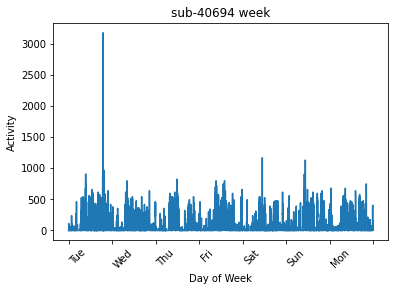 sub-40694 week
Activity
3000
2500
2000
1500
1000
500
0
Tue
Wed
Thu
Fri
Sat
Sun
Mon
Day of Week